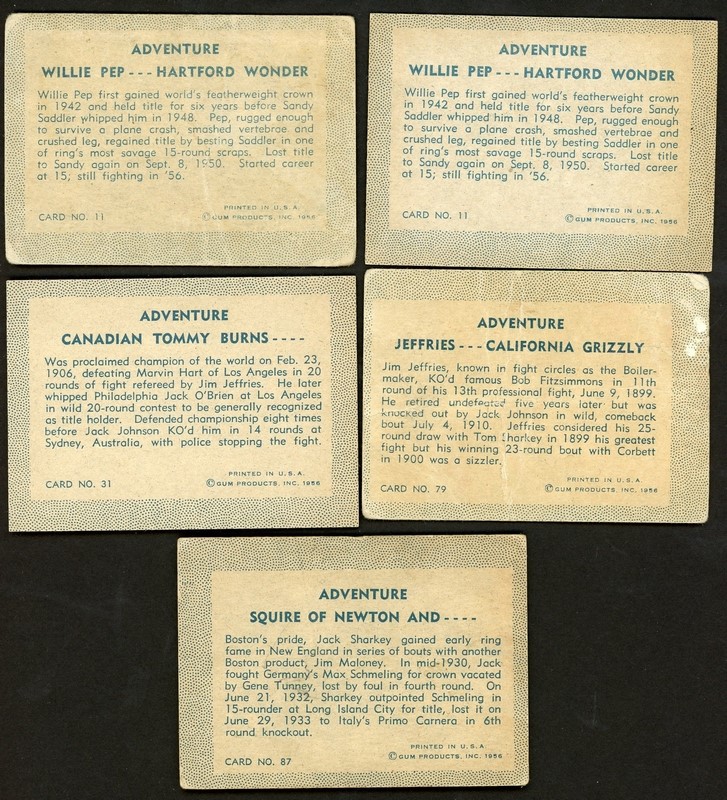 ADVENTURE
WILLIE PEP --- HARTFORD WONDER
Willie Pep first gained world's featherweight crown
in 1942 and held title for six years before Sandy
Saddler whipped him in 1948. Pep, rugged enough
to survive a plane crash, smashed vertebrae and
crushed leg, regained title by besting Saddler in one
of ring's most savage 15-round scraps. Lost title
to Sandy again on Sept. 8, 1950. Started career
at 15; still fighting in '56.
CARD NO. 11
PRINTED IN U.S.A.
©GUM PRODUCTS, INC. 1956
ADVENTURE
WILLIE PEP --- HARTFORD WONDER
Willie Pep first gained world's featherweight crown
in 1942 and held title for six years before Sandy
Saddler whipped him in 1948. Pep, rugged enough
to survive a plane crash, smashed vertebrae and
crushed leg, regained title by besting Saddler in one
of ring's most savage 15-round scraps. Lost title
to Sandy again on Sept. 8, 1950. Started career
at 15; still fighting in '56.
CARD NO. 11
PRINTED IN U.S.A.
©GUM PRODUCTS, INC. 1956
ADVENTURE
CANADIAN TOMMY BURNS ----
Was proclaimed champion of the world on Feb. 23,
1906, defeating Marvin Hart of Los Angeles in 20
rounds of fight refereed by Jim Jeffries. He later
whipped Philadelphia Jack O'Brien at Los Angeles
in wild 20-round contest to be generally recognized
as title holder. Defended championship eight times
before Jack Johnson KO'd him in 14 rounds at
Sydney, Australia, with police stopping the fight.
CARD NO. 31
PRINTED IN U.S.A.
©GUM PRODUCTS, INC. 1956
ADVENTURE
JEFFRIES --- CALIFORNIA GRIZZLY
Jim Jeffries, known in fight circles as the Boiler-
maker, KO'd famous Bob Fitzsimmons in 11th
round of his 13th professional fight, June 9, 1899.
He retired undefeated five years later but was
knocked out by Jack Johnson in wild, comeback
bout July 4, 1910. Jeffries considered his 25-
round draw with Tom Sharkey in 1899 his greatest
fight but his winning 23-round bout with Corbett
in 1900 was a sizzler.
CARD NO. 79
PRINTED IN U.S.A.
©GUM PRODUCTS, INC. 1956
ADVENTURE
SQUIRE OF NEWTON AND ----
Boston's pride, Jack Sharkey gained early ring
fame in New England in series of bouts with another
Boston product, Jim Maloney. In mid-1930, Jack
fought Germany's Max Schmeling for crown vacated
by Gene Tunney, lost by foul in fourth round. On
June 21, 1932, Sharkey outpointed Schmeling in
15-rounder at Long Island City for title, lost it on
June 29, 1933 to Italy's Primo Carnera in 6th
round knockout.
CARD NO. 87
PRINTED IN U.S.A
©GUM PRODUCTS, INC. 1956